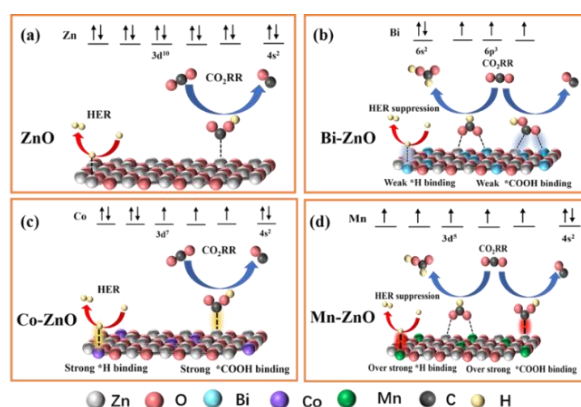 (a)
Zn
3d¹⁰
4s²
CO₂RR
HER
ZnO
(b)
Bi
6s²
6p³
CO₂RR
HER suppression
Bi-ZnO
Weak *H binding
Weak *COOH binding
(c)
Co
3d⁷
4s²
CO₂RR
HER
Co-ZnO
Strong *H binding
Strong *COOH binding
(d)
Mn
3d⁵
4s²
CO₂RR
HER suppression
Mn-ZnO
Over strong *H binding
Over strong *COOH binding
Zn O Bi Co Mn C H